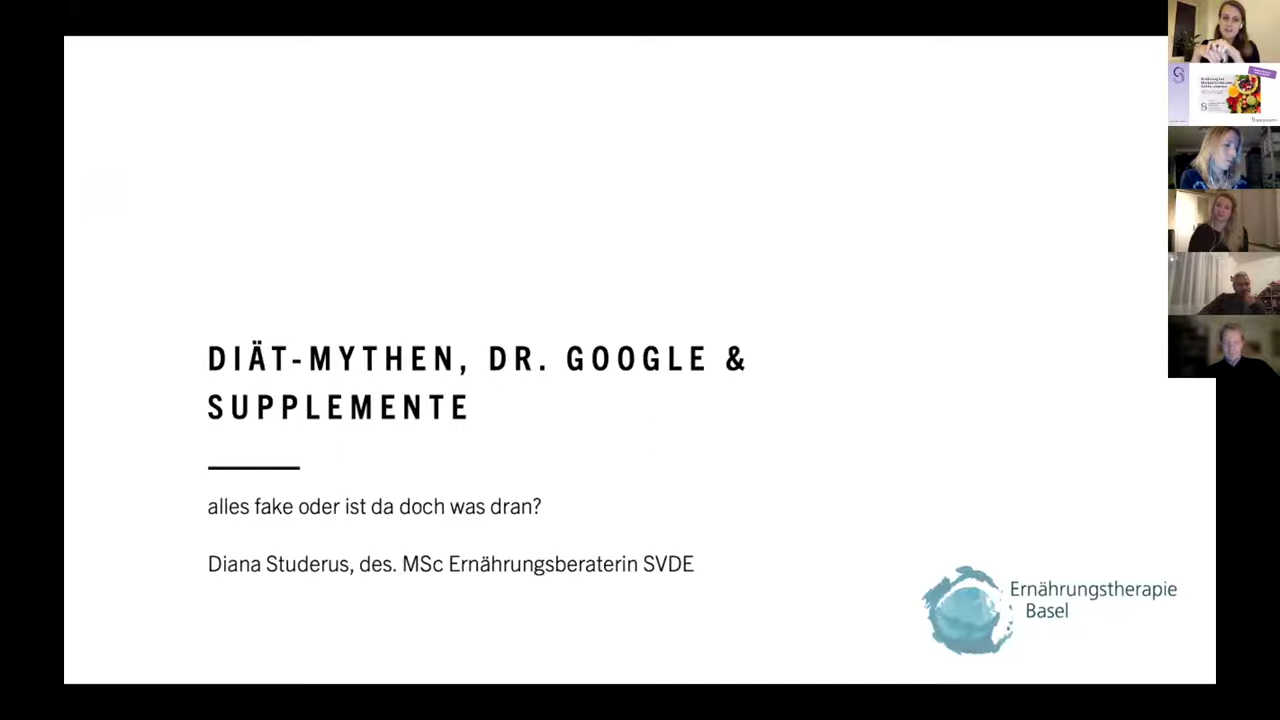 DIÄT-MYTHEN, DR. GOOGLE &
SUPPLEMENTE
alles fake oder ist da doch was dran?
Diana Studerus, des. MSc Ernährungsberaterin SVDE
Ernährungstherapie
Basel